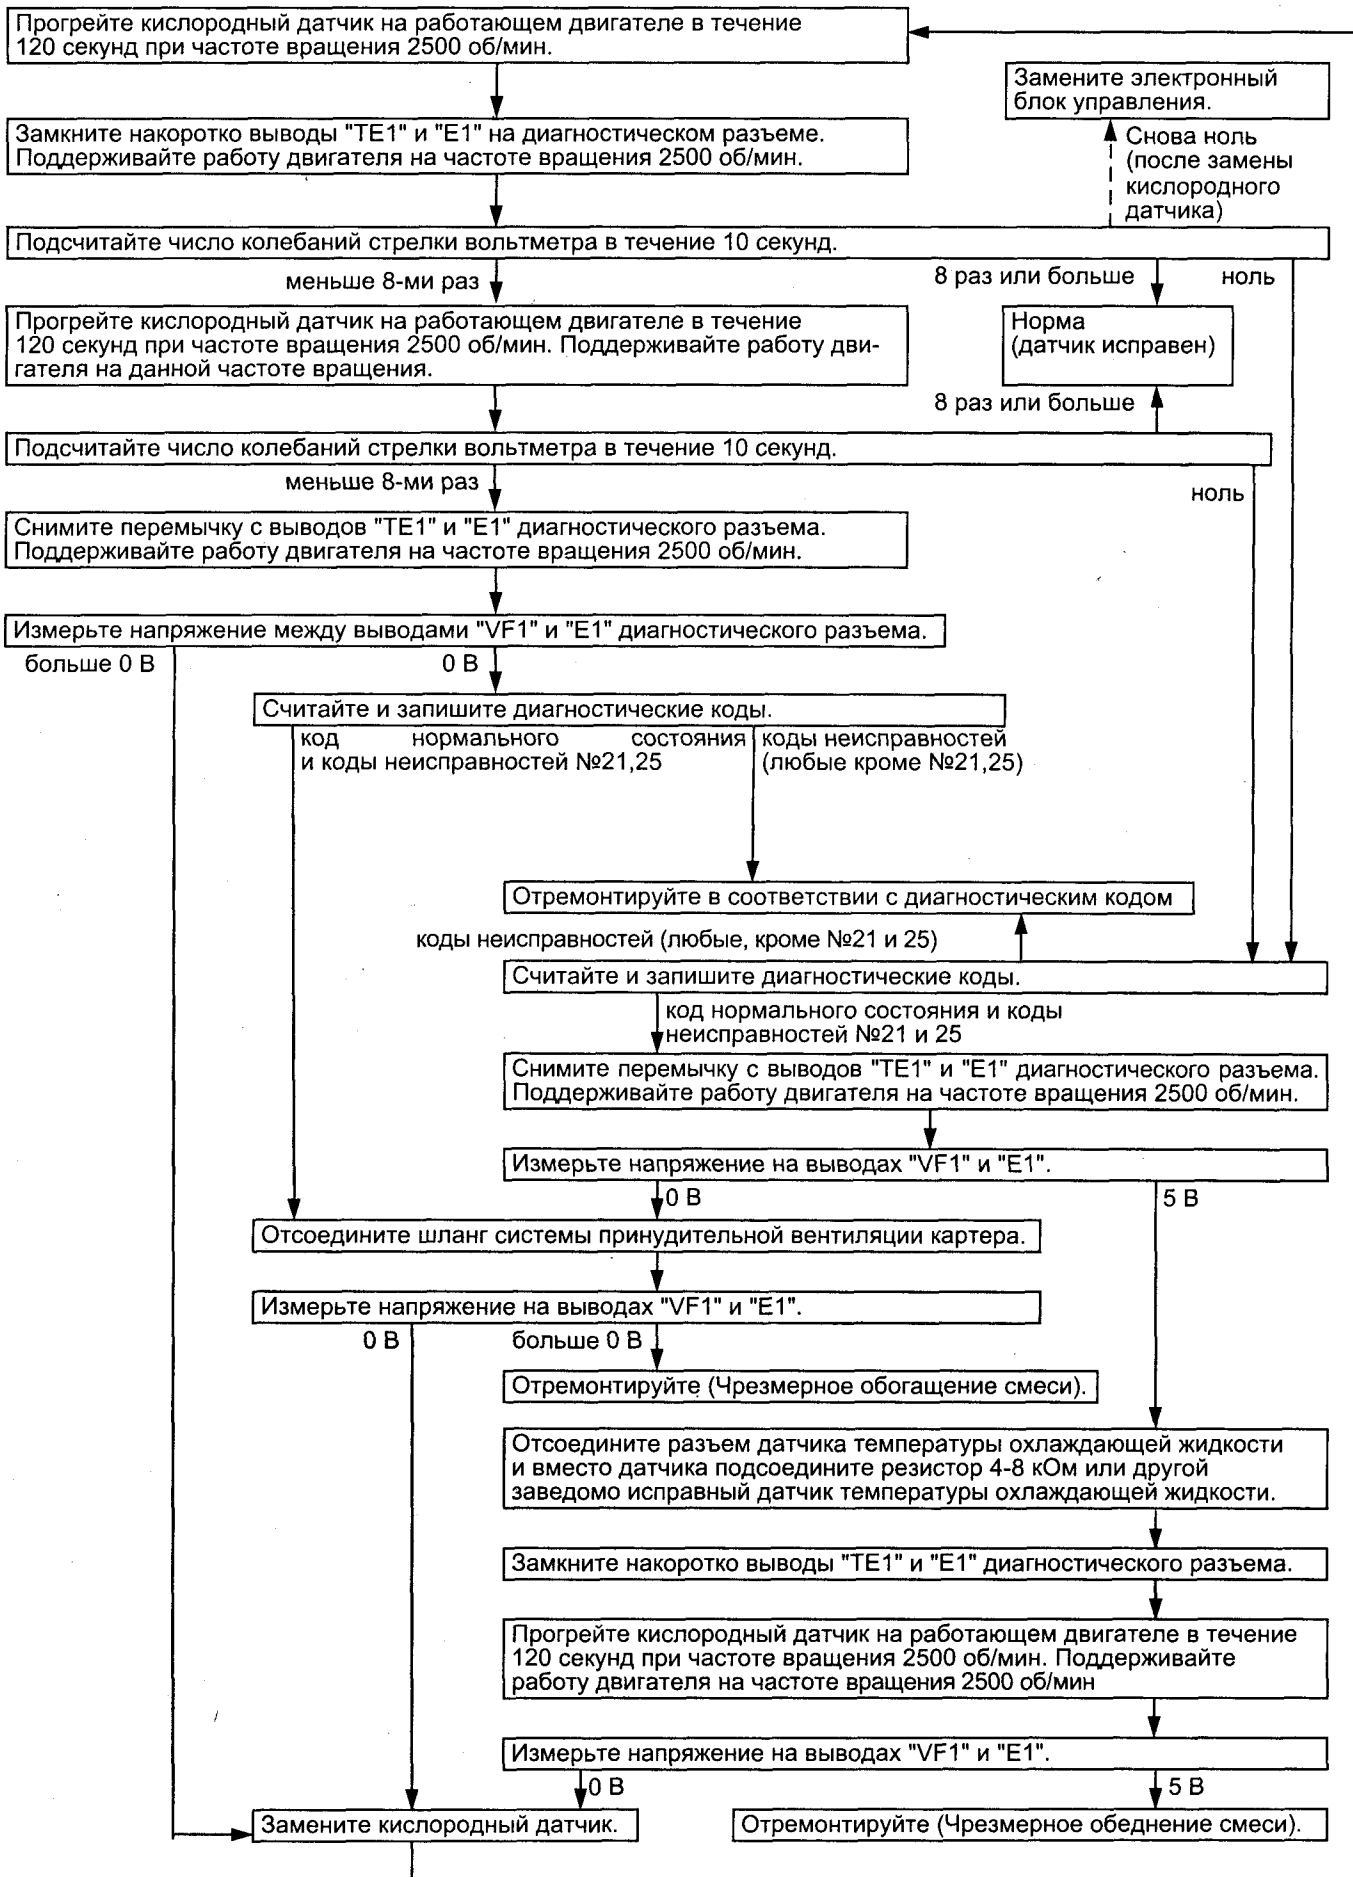 Прогрейте кислородный датчик на работающем двигателе в течение
120 секунд при частоте вращения 2500 об/мин.
Замените электронный
блок управления.
Замкните накоротко выводы "TE1" и "E1" на диагностическом разъеме.
Поддерживайте работу двигателя на частоте вращения 2500 об/мин.
Снова ноль
(после замены
кислородного
датчика)
Подсчитайте число колебаний стрелки вольтметра в течение 10 секунд.
меньше 8-ми раз
8 раз или больше
ноль
Прогрейте кислородный датчик на работающем двигателе в течение
120 секунд при частоте вращения 2500 об/мин. Поддерживайте работу дви-
гателя на данной частоте вращения.
Норма
(датчик исправен)
8 раз или больше
Подсчитайте число колебаний стрелки вольтметра в течение 10 секунд.
меньше 8-ми раз
ноль
Снимите перемычку с выводов "TE1" и "E1" диагностического разъема.
Поддерживайте работу двигателя на частоте вращения 2500 об/мин.
Измерьте напряжение между выводами "VF1" и "E1" диагностического разъема.
больше 0 В
0 В
Считайте и запишите диагностические коды.
код нормального состояния
и коды неисправностей №21,25
коды неисправностей
(любые кроме №21,25)
Отремонтируйте в соответствии с диагностическим кодом
коды неисправностей (любые, кроме №21 и 25)
Считайте и запишите диагностические коды.
код нормального состояния и коды
неисправностей №21 и 25
Снимите перемычку с выводов "TE1" и "E1" диагностического разъема.
Поддерживайте работу двигателя на частоте вращения 2500 об/мин.
Измерьте напряжение на выводах "VF1" и "E1".
0 В
5 В
Отсоедините шланг системы принудительной вентиляции картера.
Измерьте напряжение на выводах "VF1" и "E1".
0 В
больше 0 В
Отремонтируйте (Чрезмерное обогащение смеси).
Отсоедините разъем датчика температуры охлаждающей жидкости
и вместо датчика подсоедините резистор 4-8 кОм или другой
заведомо исправный датчик температуры охлаждающей жидкости.
Замкните накоротко выводы "TE1" и "E1" диагностического разъема.
Прогрейте кислородный датчик на работающем двигателе в течение
120 секунд при частоте вращения 2500 об/мин. Поддерживайте
работу двигателя на частоте вращения 2500 об/мин
Измерьте напряжение на выводах "VF1" и "E1".
0 В
5 В
Замените кислородный датчик.
Отремонтируйте (Чрезмерное обеднение смеси).